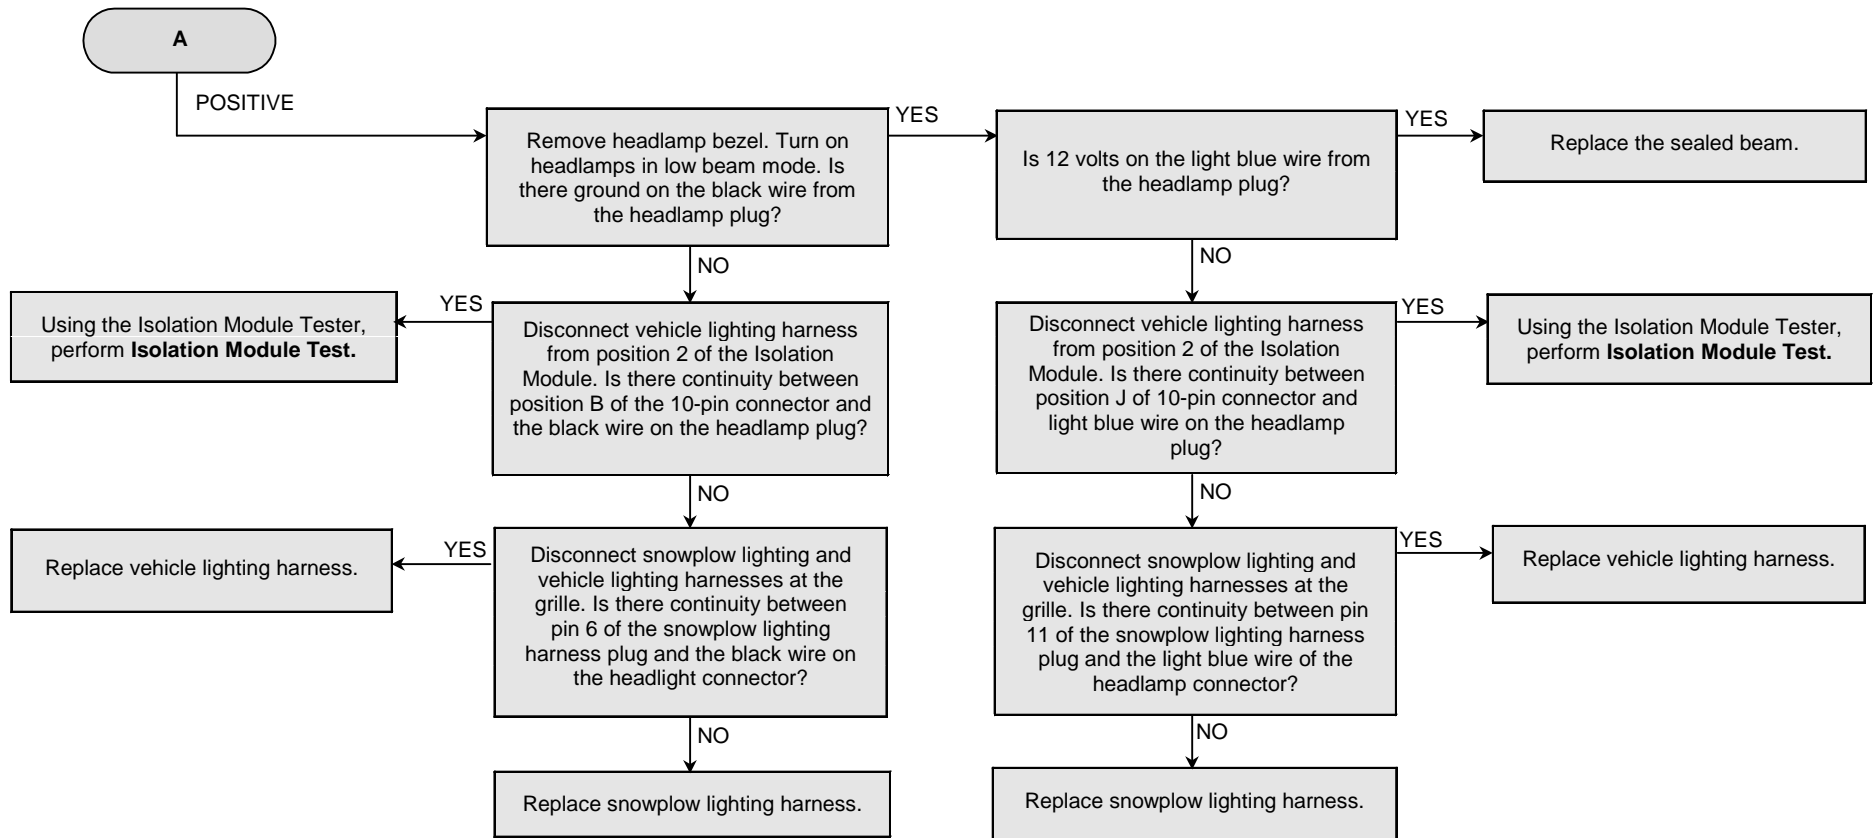 A
POSITIVE
Remove headlamp bezel. Turn on
headlamps in low beam mode. Is
there ground on the black wire from
the headlamp plug?
YES
Is 12 volts on the light blue wire from
the headlamp plug?
YES
Replace the sealed beam.
NO
NO
Using the Isolation Module Tester,
perform Isolation Module Test.
YES
Disconnect vehicle lighting harness
from position 2 of the Isolation
Module. Is there continuity between
position B of the 10-pin connector and
the black wire on the headlamp plug?
Disconnect vehicle lighting harness
from position 2 of the Isolation
Module. Is there continuity between
position J of 10-pin connector and
light blue wire on the headlamp
plug?
YES
Using the Isolation Module Tester,
perform Isolation Module Test.
NO
NO
Replace vehicle lighting harness.
YES
Disconnect snowplow lighting and
vehicle lighting harnesses at the
grille. Is there continuity between
pin 6 of the snowplow lighting
harness plug and the black wire on
the headlight connector?
Disconnect snowplow lighting and
vehicle lighting harnesses at the
grille. Is there continuity between pin
11 of the snowplow lighting harness
plug and the light blue wire of the
headlamp connector?
YES
Replace vehicle lighting harness.
NO
NO
Replace snowplow lighting harness.
Replace snowplow lighting harness.